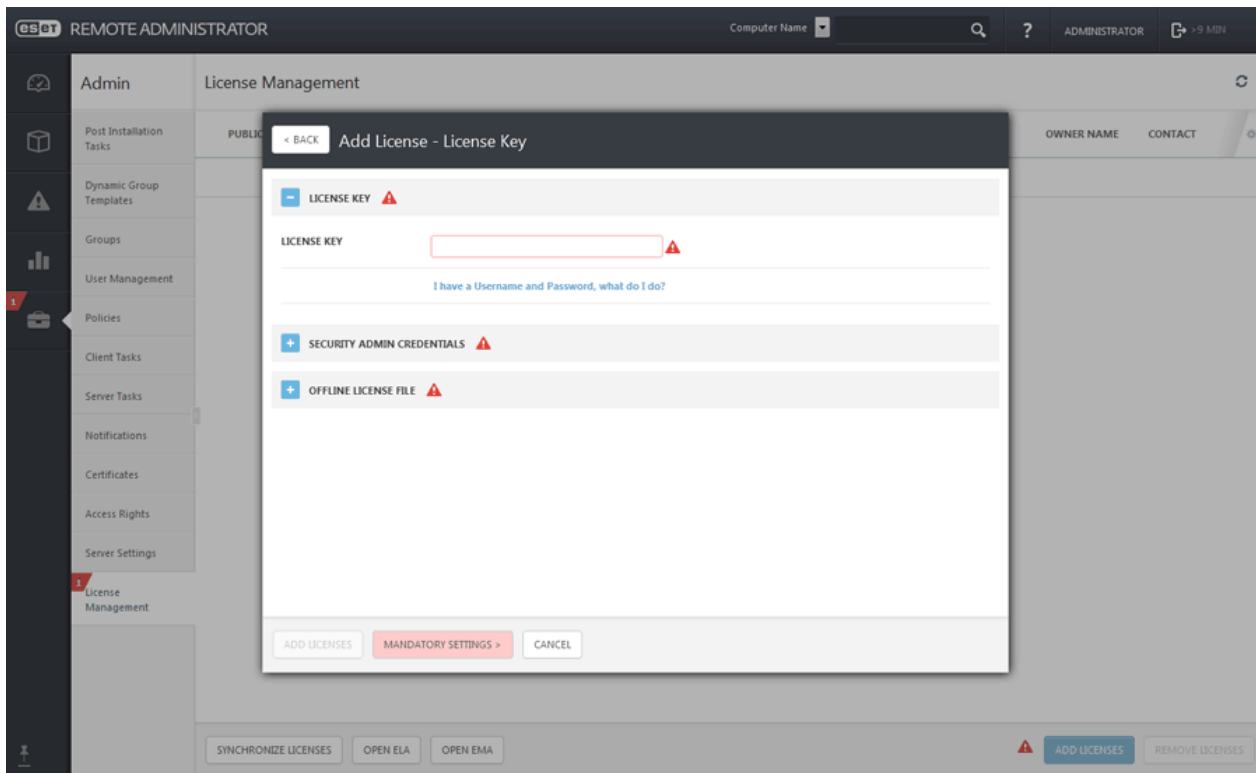 eset REMOTE ADMINISTRATOR
Computer Name
?
ADMINISTRATOR
>9 MIN
Admin
License Management
Post Installation
Tasks
Dynamic Group
Templates
Groups
User Management
1
Policies
Client Tasks
Server Tasks
Notifications
Certificates
Access Rights
Server Settings
1
License
Management
PUBLIC
OWNER NAME
CONTACT
< BACK
Add License - License Key
LICENSE KEY
LICENSE KEY
I have a Username and Password, what do I do?
SECURITY ADMIN CREDENTIALS
OFFLINE LICENSE FILE
ADD LICENSES
MANDATORY SETTINGS >
CANCEL
SYNCHRONIZE LICENSES
OPEN ELA
OPEN EMA
ADD LICENSES
REMOVE LICENSES